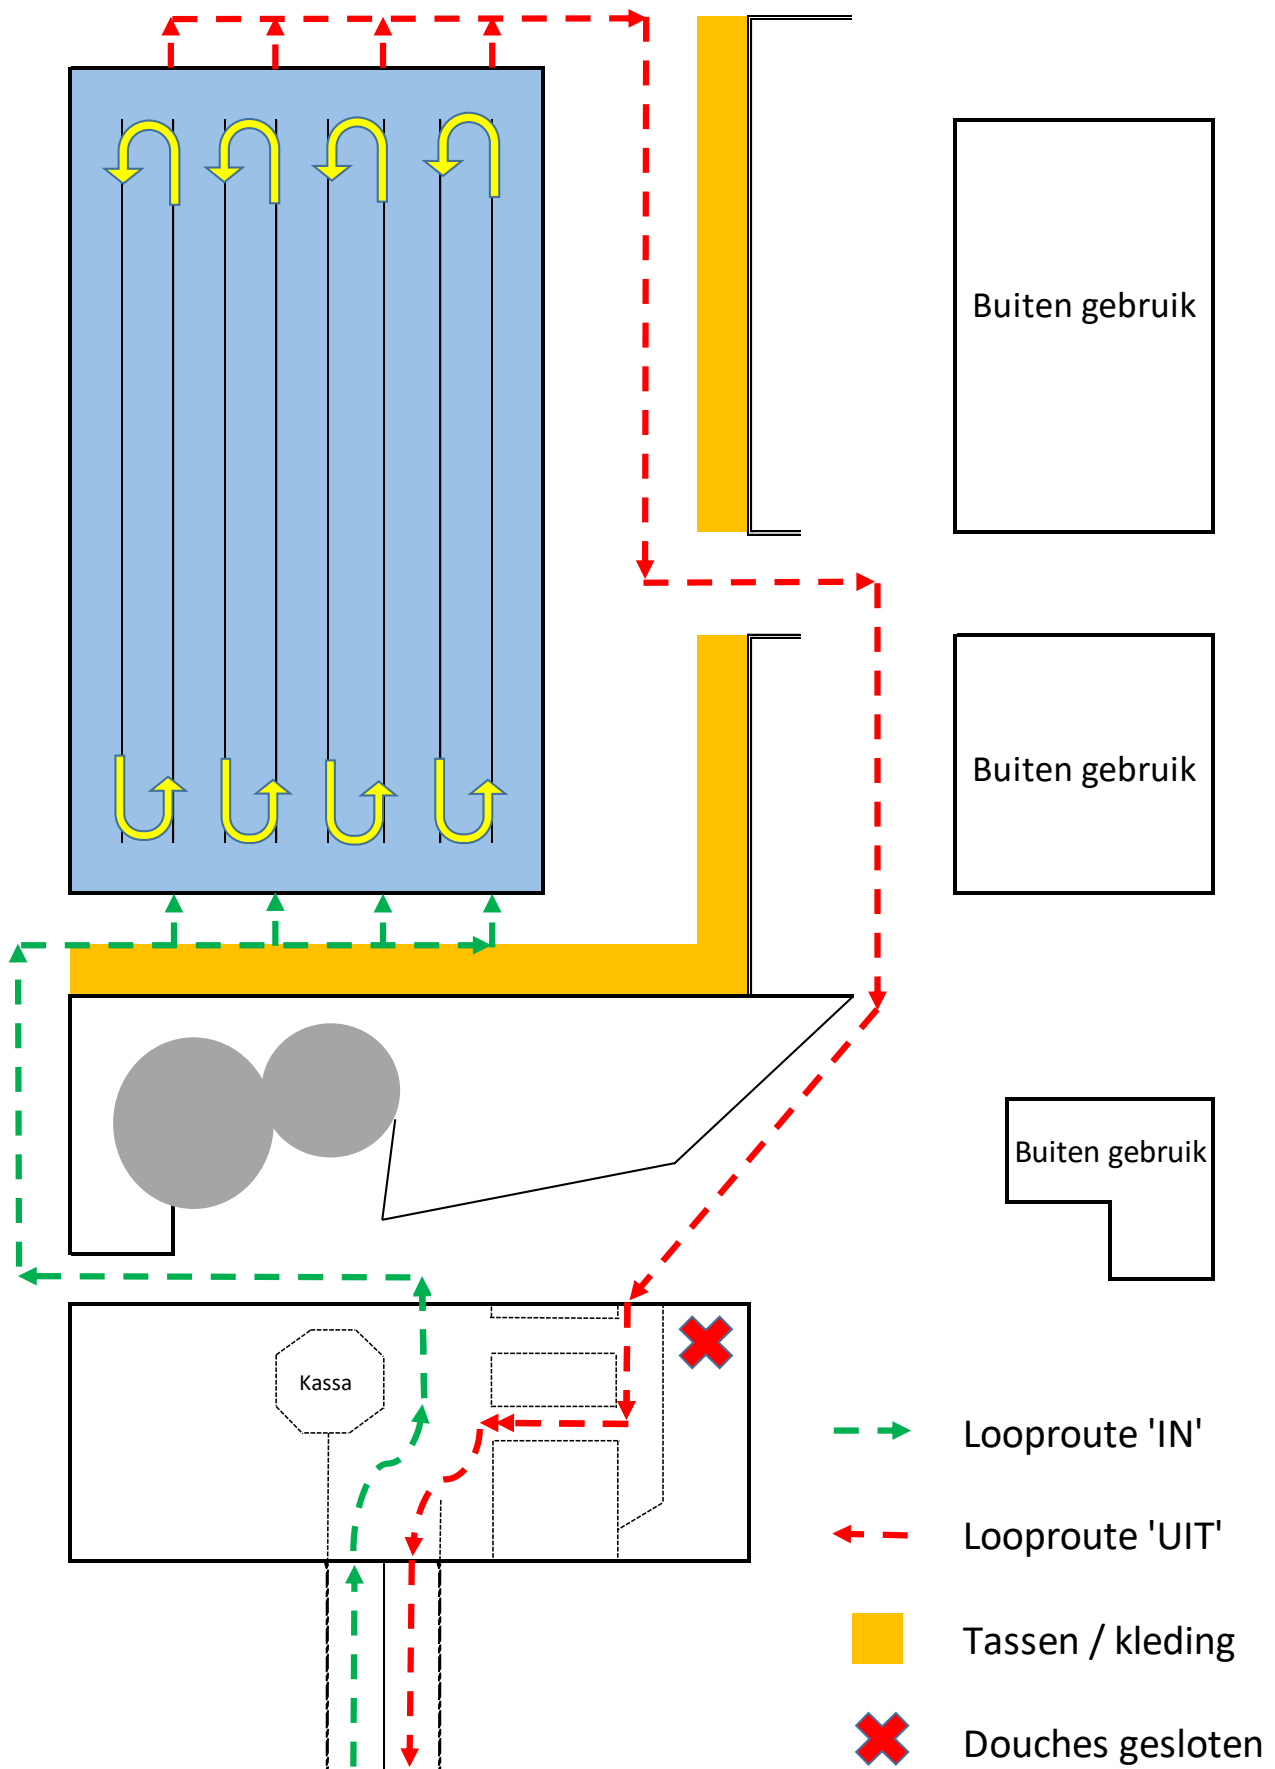 Buiten gebruik
Buiten gebruik
Buiten gebruik
Kassa
Looproute 'IN'
Looproute 'UIT'
Tassen / kleding
Douches gesloten